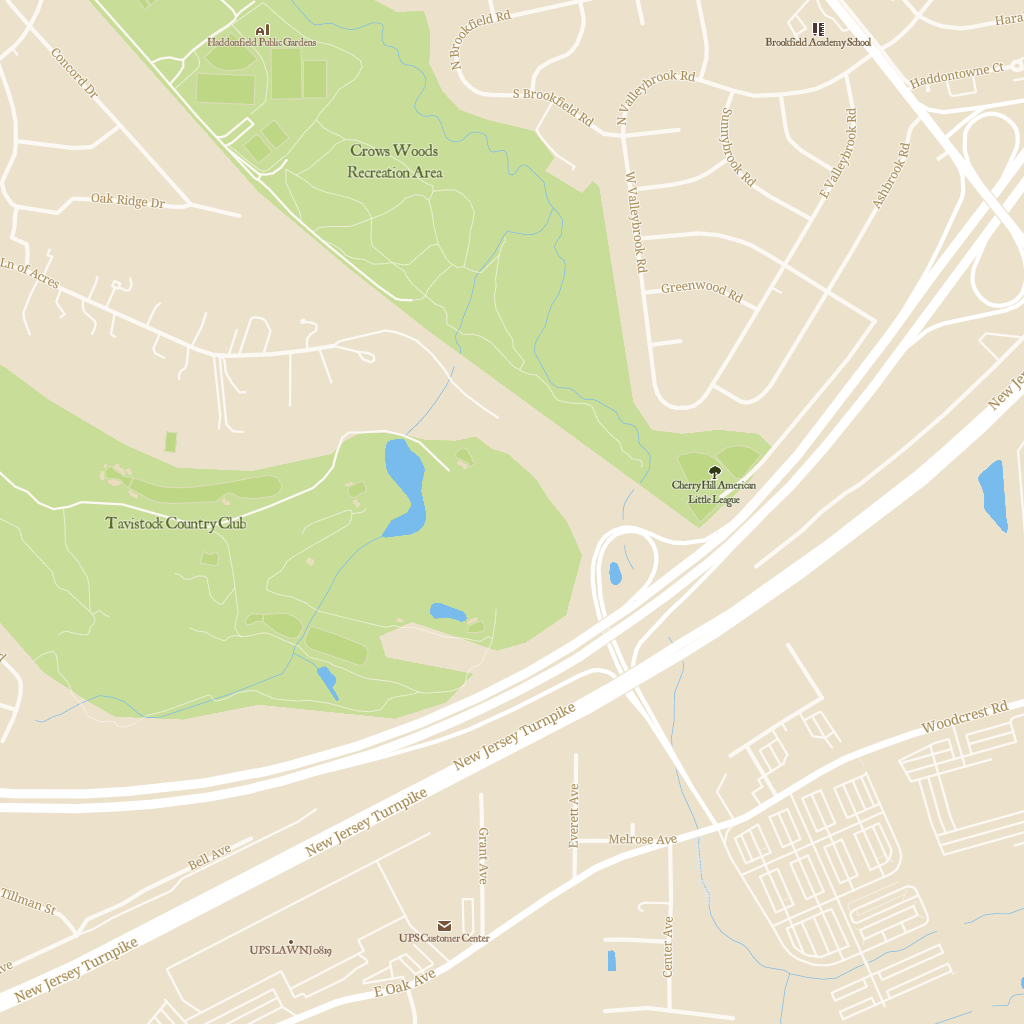 N Brookfield Rd
Haddonfield Public Gardens
Brookfield Academy School
Hara
Concord Dr
Haddontowne Ct
N Valleybrook Rd
S Brookfield Rd
Sunnybrook Rd
E Valleybrook Rd
Ashbrook Rd
Crows Woods
Recreation Area
Oak Ridge Dr
W Valleybrook Rd
Ln of Acres
Greenwood Rd
New Jer
Cherry Hill American
Little League
Tavistock Country Club
Woodcrest Rd
New Jersey Turnpike
New Jersey Turnpike
Everett Ave
Melrose Ave
Grant Ave
Bell Ave
Tillman St
UPS Customer Center
UPS LAWNJ0819
Center Ave
New Jersey Turnpike
E Oak Ave